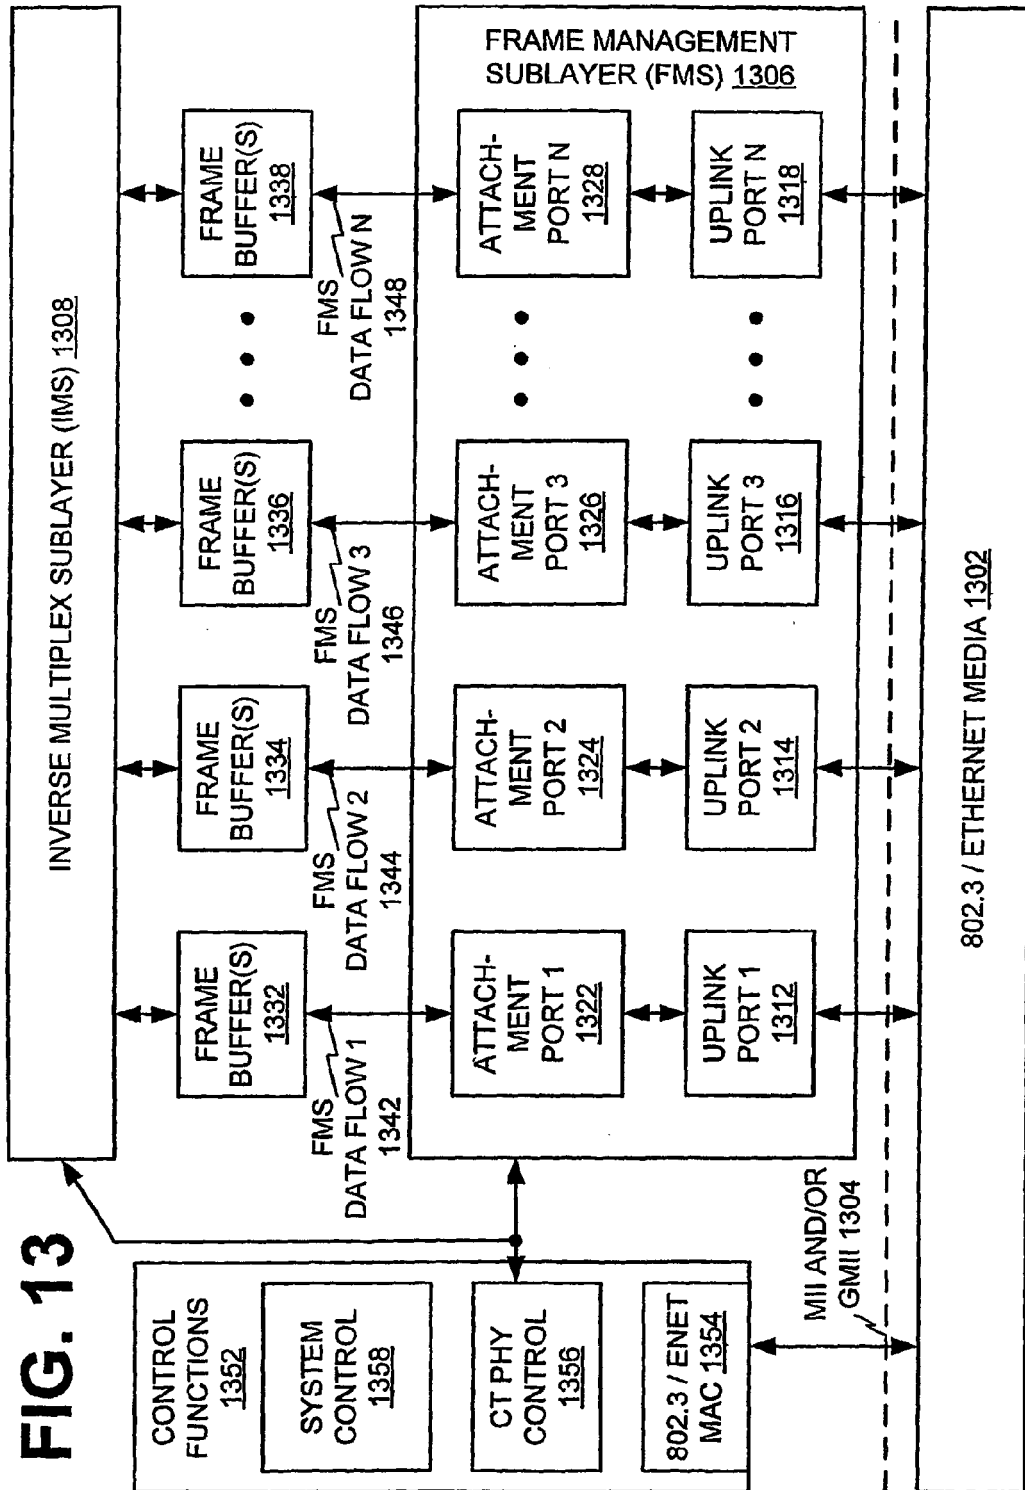 FIG. 13
INVERSE MULTIPLEX SUBLAYER (IMS) 1308
FRAME
BUFFER(S)
1332
FRAME
BUFFER(S)
1334
FRAME
BUFFER(S)
1336
FRAME
BUFFER(S)
1338
FMS
DATA FLOW 1
1342
FMS
DATA FLOW 2
1344
FMS
DATA FLOW 3
1346
FMS
DATA FLOW N
1348
FRAME MANAGEMENT
SUBLAYER (FMS) 1306
ATTACH-
MENT
PORT 1
1322
ATTACH-
MENT
PORT 2
1324
ATTACH-
MENT
PORT 3
1326
ATTACH-
MENT
PORT N
1328
UPLINK
PORT 1
1312
UPLINK
PORT 2
1314
UPLINK
PORT 3
1316
UPLINK
PORT N
1318
CONTROL
FUNCTIONS
1352
SYSTEM
CONTROL
1358
CT PHY
CONTROL
1356
802.3 / ENET
MAC 1354
MII AND/OR
GMII 1304
802.3 / ETHERNET MEDIA 1302